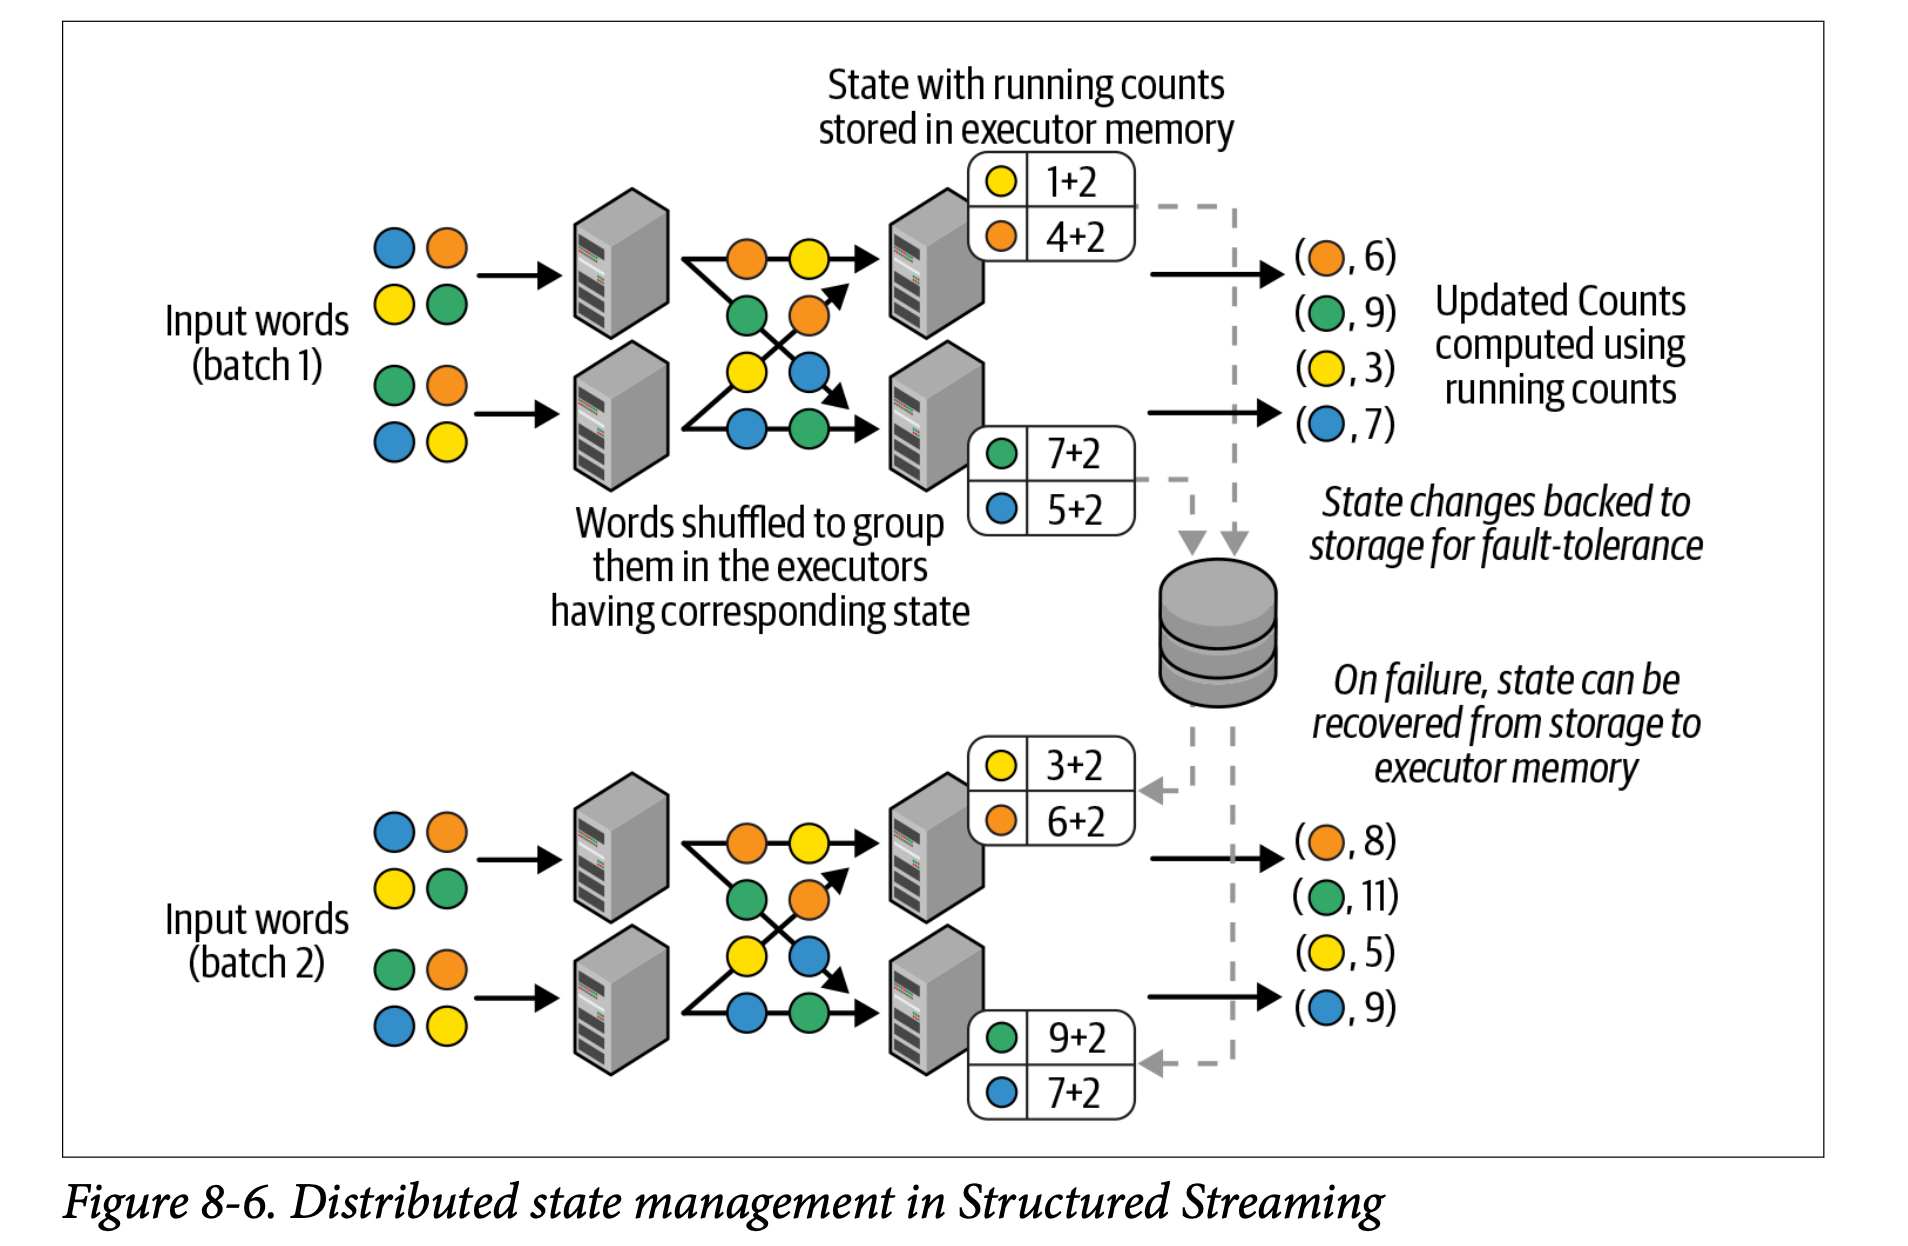 State with running counts
stored in executor memory
1+2
4+2
Input words
(batch 1)
(, 6)
(, 9)
(, 3)
(, 7)
Updated Counts
computed using
running counts
7+2
5+2
Words shuffled to group
them in the executors
having corresponding state
State changes backed to
storage for fault-tolerance
On failure, state can be
recovered from storage to
executor memory
3+2
6+2
Input words
(batch 2)
(, 8)
(, 11)
(, 5)
(, 9)
9+2
7+2
Figure 8-6. Distributed state management in Structured Streaming